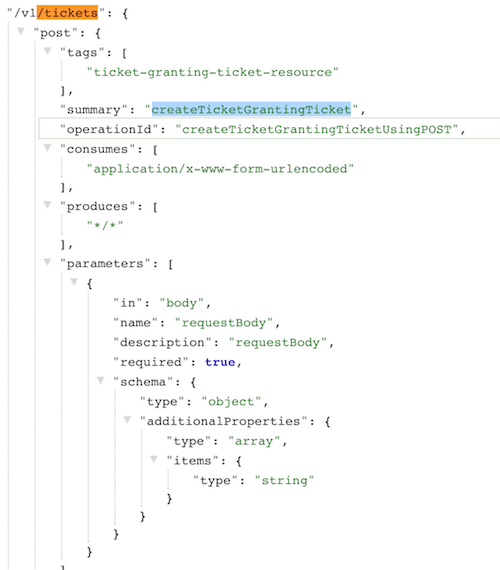 "/v1/tickets": {
"post": {
"tags": [
"ticket-granting-ticket-resource"
],
"summary": "createTicketGrantingTicket",
"operationId": "createTicketGrantingTicketUsingPOST",
"consumes": [
"application/x-www-form-urlencoded"
],
"produces": [
"*/*"
],
"parameters": [
{
"in": "body",
"name": "requestBody",
"description": "requestBody",
"required": true,
"schema": {
"type": "object",
"additionalProperties": {
"type": "array",
"items": {
"type": "string"
}
}
}
}
]